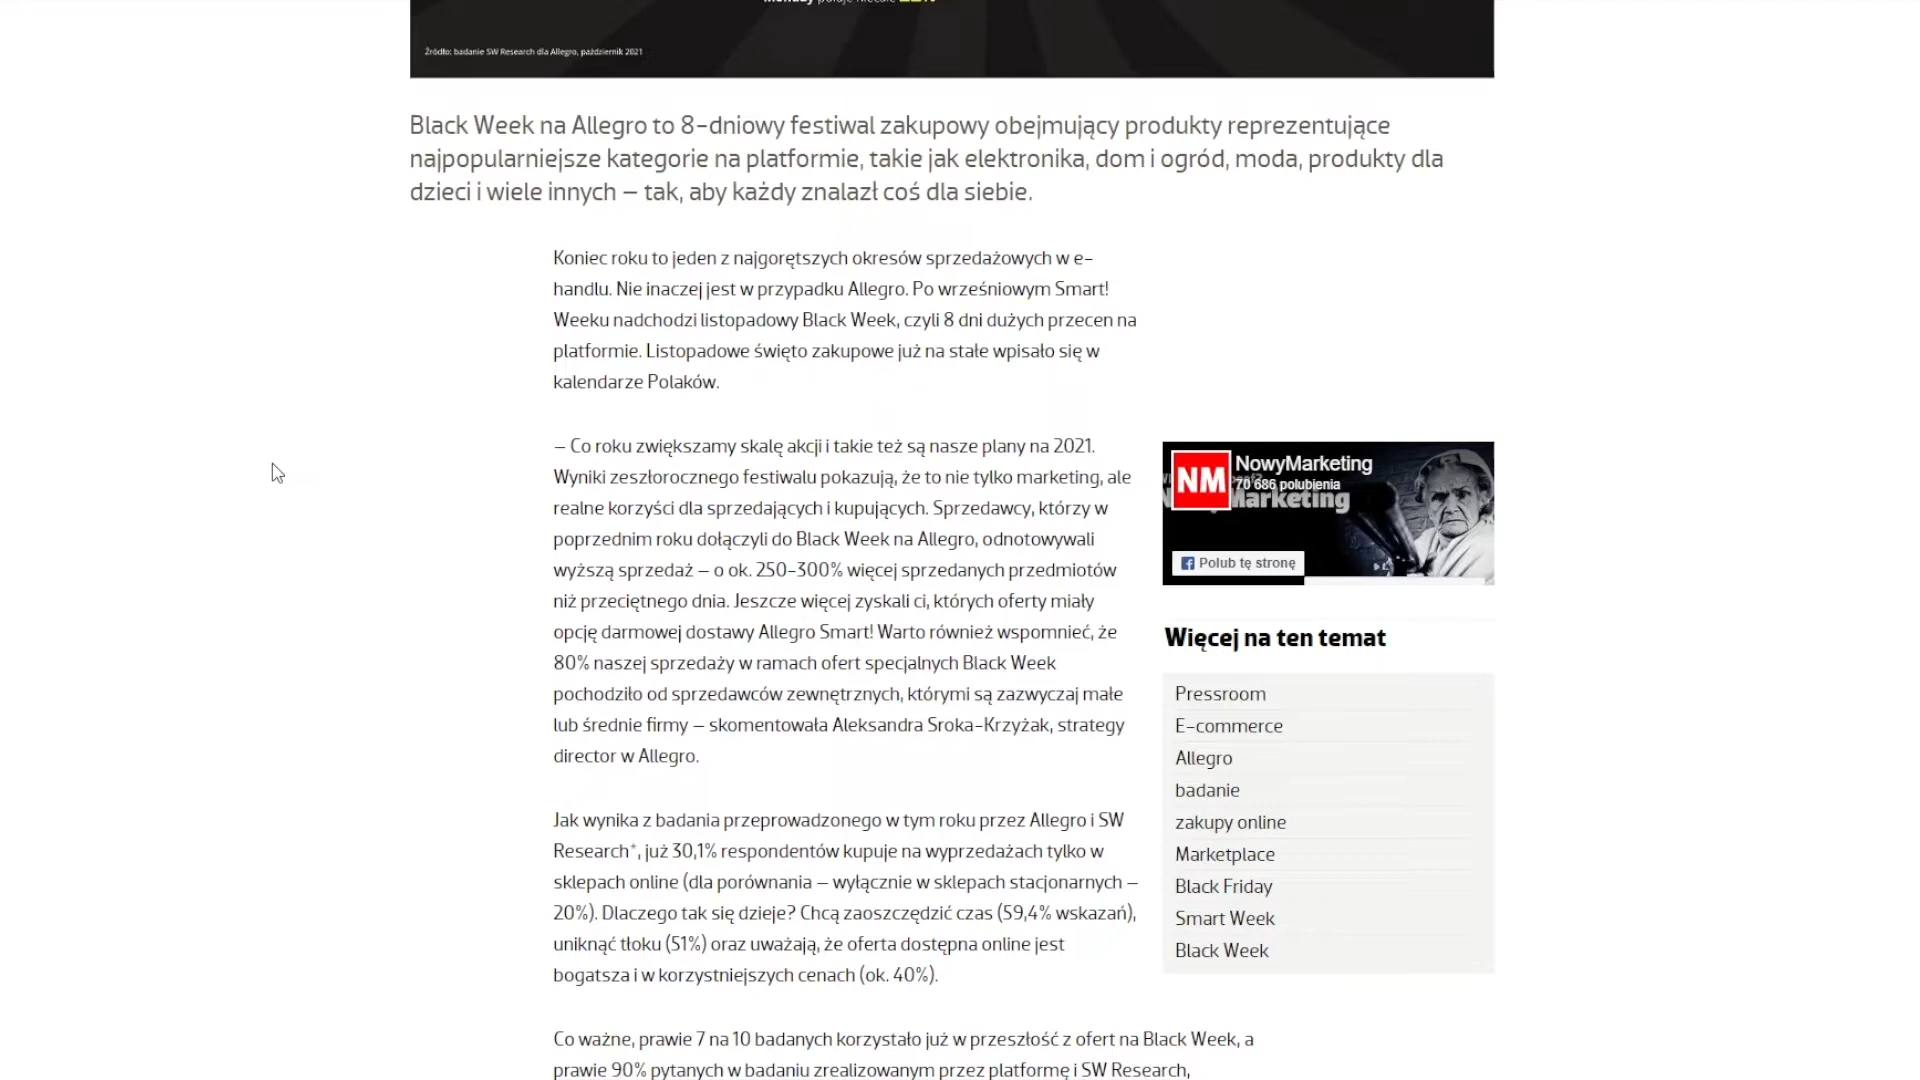 Źródło: badanie SW Research dla Allegro, październik 2021
Black Week na Allegro to 8-dniowy festiwal zakupowy obejmujący produkty reprezentujące
najpopularniejsze kategorie na platformie, takie jak elektronika, dom i ogród, moda, produkty dla
dzieci i wiele innych – tak, aby każdy znalazł coś dla siebie.
Koniec roku to jeden z najgorętszych okresów sprzedażowych w e-
handlu. Nie inaczej jest w przypadku Allegro. Po wrześniowym Smart!
Weeku nadchodzi listopadowy Black Week, czyli 8 dni dużych przecen na
platformie. Listopadowe święto zakupowe już na stałe wpisało się w
kalendarze Polaków.
– Co roku zwiększamy skalę akcji i takie też są nasze plany na 2021.
Wyniki zeszłorocznego festiwalu pokazują, że to nie tylko marketing, ale
realne korzyści dla sprzedających i kupujących. Sprzedawcy, którzy w
poprzednim roku dołączyli do Black Week na Allegro, odnotowywali
wyższą sprzedaż – o ok. 250-300% więcej sprzedanych przedmiotów
niż przeciętnego dnia. Jeszcze więcej zyskali ci, których oferty miały
opcję darmowej dostawy Allegro Smart! Warto również wspomnieć, że
80% naszej sprzedaży w ramach ofert specjalnych Black Week
pochodziło od sprzedawców zewnętrznych, którymi są zazwyczaj małe
lub średnie firmy – skomentowała Aleksandra Sroka-Krzyżak, strategy
director w Allegro.
Jak wynika z badania przeprowadzonego w tym roku przez Allegro i SW
Research*, już 30,1% respondentów kupuje na wyprzedażach tylko w
sklepach online (dla porównania – wyłącznie w sklepach stacjonarnych –
20%). Dlaczego tak się dzieje? Chcą zaoszczędzić czas (59,4% wskazań),
uniknąć tłoku (51%) oraz uważają, że oferta dostępna online jest
bogatsza i w korzystniejszych cenach (ok. 40%).
Co ważne, prawie 7 na 10 badanych korzystało już w przeszłość z ofert na Black Week, a
prawie 90% pytanych w badaniu zrealizowanym przez platformę i SW Research,
NM
NowyMarketing
70 686 polubienia
Marketing
Polub tę stronę
Więcej na ten temat
Pressroom
E-commerce
Allegro
badanie
zakupy online
Marketplace
Black Friday
Smart Week
Black Week